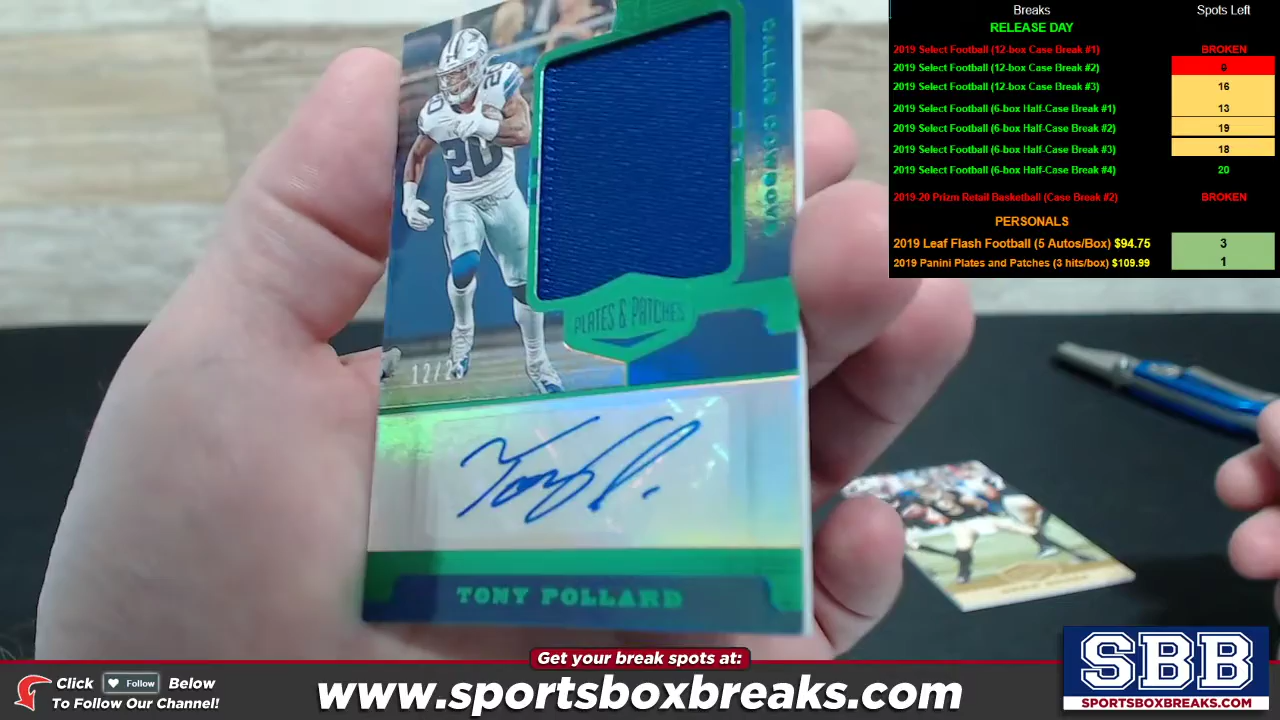 Breaks Spots Left
RELEASE DAY
2019 Select Football (12-box Case Break #1) BROKEN
2019 Select Football (12-box Case Break #2)
2019 Select Football (12-box Case Break #3) 16
2019 Select Football (6-box Half-Case Break #1) 13
2019 Select Football (6-box Half-Case Break #2) 19
2019 Select Football (6-box Half-Case Break #3) 18
2019 Select Football (6-box Half-Case Break #4) 20
2019-20 Prizm Retail Basketball (Case Break #2) BROKEN
PERSONALS
2019 Leaf Flash Football (5 Autos/Box) $94.75 3
2019 Panini Plates and Patches (3 hits/box) $109.99 1
20
20
DALLAS COWBOYS
PLATES & PATCHES
TONY POLLARD
Get your break spots at:
Click Follow Below
To Follow Our Channel!
www.sportsboxbreaks.com
SBB
SPORTSBOXBREAKS.COM